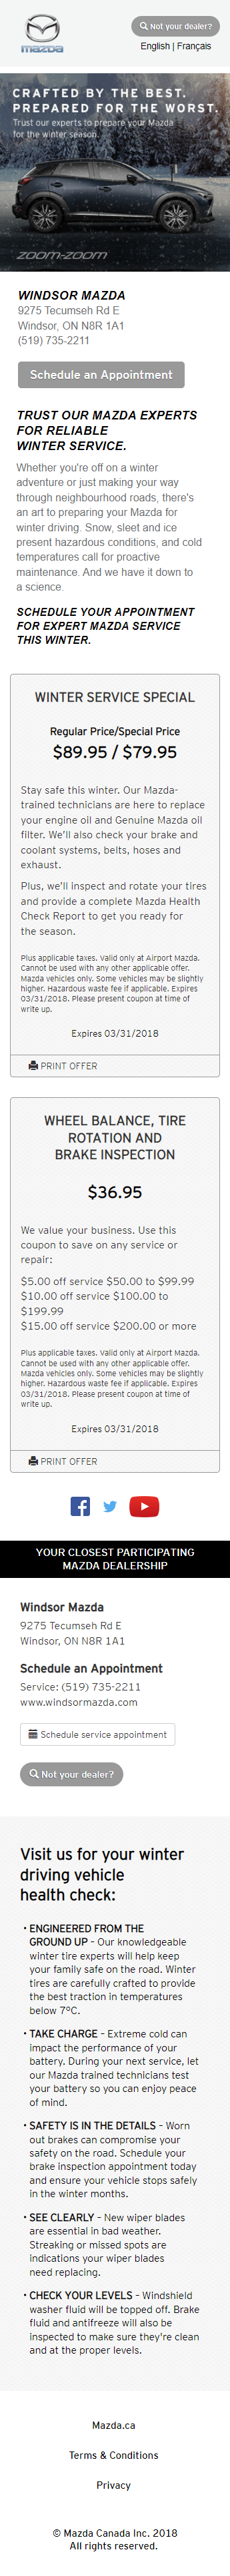 mazda
Not your dealer?
English | Français
CRAFTED BY THE BEST.
PREPARED FOR THE WORST.
Trust our experts to prepare your Mazda
for the winter season.
ZOOM-ZOOM
WINDSOR MAZDA
9275 Tecumseh Rd E
Windsor, ON N8R 1A1
(519) 735-2211
Schedule an Appointment
TRUST OUR MAZDA EXPERTS
FOR RELIABLE
WINTER SERVICE.
Whether you're off on a winter
adventure or just making your way
through neighbourhood roads, there's
an art to preparing your Mazda for
winter driving. Snow, sleet and ice
present hazardous conditions, and cold
temperatures call for proactive
maintenance. And we have it down to
a science.
SCHEDULE YOUR APPOINTMENT
FOR EXPERT MAZDA SERVICE
THIS WINTER.
WINTER SERVICE SPECIAL
Regular Price/Special Price
$89.95 / $79.95
Stay safe this winter. Our Mazda-
trained technicians are here to replace
your engine oil and Genuine Mazda oil
filter. We'll also check your brake and
coolant systems, belts, hoses and
exhaust.
Plus, we'll inspect and rotate your tires
and provide a complete Mazda Health
Check Report to get you ready for
the season.
Plus applicable taxes. Valid only at Airport Mazda.
Cannot be used with any other applicable offer.
Mazda vehicles only. Some vehicles may be slightly
higher. Hazardous waste fee if applicable. Expires
03/31/2018. Please present coupon at time of
write up.
Expires 03/31/2018
PRINT OFFER
WHEEL BALANCE, TIRE
ROTATION AND
BRAKE INSPECTION
$36.95
We value your business. Use this
coupon to save on any service or
repair:
$5.00 off service $50.00 to $99.99
$10.00 off service $100.00 to
$199.99
$15.00 off service $200.00 or more
Plus applicable taxes. Valid only at Airport Mazda.
Cannot be used with any other applicable offer.
Mazda vehicles only. Some vehicles may be slightly
higher. Hazardous waste fee if applicable. Expires
03/31/2018. Please present coupon at time of
write up.
Expires 03/31/2018
PRINT OFFER
YOUR CLOSEST PARTICIPATING
MAZDA DEALERSHIP
Windsor Mazda
9275 Tecumseh Rd E
Windsor, ON N8R 1A1
Schedule an Appointment
Service: (519) 735-2211
www.windsormazda.com
Schedule service appointment
Not your dealer?
Visit us for your winter
driving vehicle
health check:
• ENGINEERED FROM THE
GROUND UP – Our knowledgeable
winter tire experts will help keep
your family safe on the road. Winter
tires are carefully crafted to provide
the best traction in temperatures
below 7°C.
• TAKE CHARGE – Extreme cold can
impact the performance of your
battery. During your next service, let
our Mazda trained technicians test
your battery so you can enjoy peace
of mind.
• SAFETY IS IN THE DETAILS – Worn
out brakes can compromise your
safety on the road. Schedule your
brake inspection appointment today
and ensure your vehicle stops safely
in the winter months.
• SEE CLEARLY – New wiper blades
are essential in bad weather.
Streaking or missed spots are
indications your wiper blades
need replacing.
• CHECK YOUR LEVELS – Windshield
washer fluid will be topped off. Brake
fluid and antifreeze will also be
inspected to make sure they're clean
and at the proper levels.
Mazda.ca
Terms & Conditions
Privacy
© Mazda Canada Inc. 2018
All rights reserved.